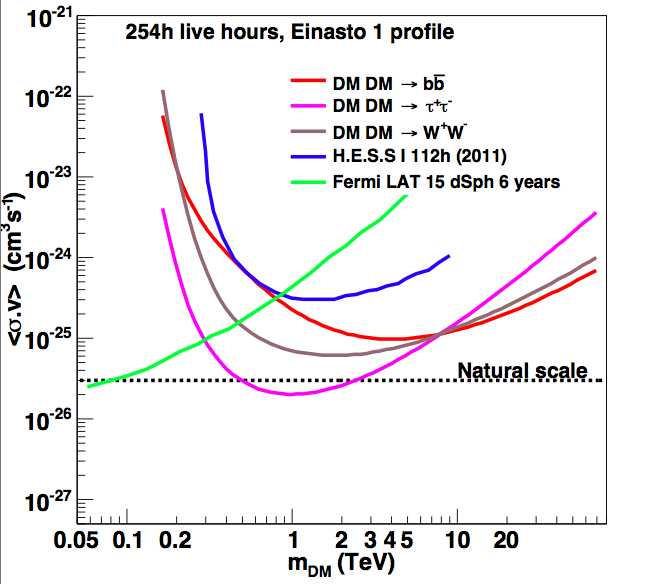 254h live hours, Einasto 1 profile
DM DM → bb̅
DM DM → τ⁺τ⁻
DM DM → W⁺W⁻
H.E.S.S I 112h (2011)
Fermi LAT 15 dSph 6 years
<σ.v> (cm³s⁻¹)
10⁻²¹
10⁻²²
10⁻²³
10⁻²⁴
10⁻²⁵
10⁻²⁶
10⁻²⁷
Natural scale
0.05 0.1 0.2 1 2 3 4 5 10 20
m_DM (TeV)